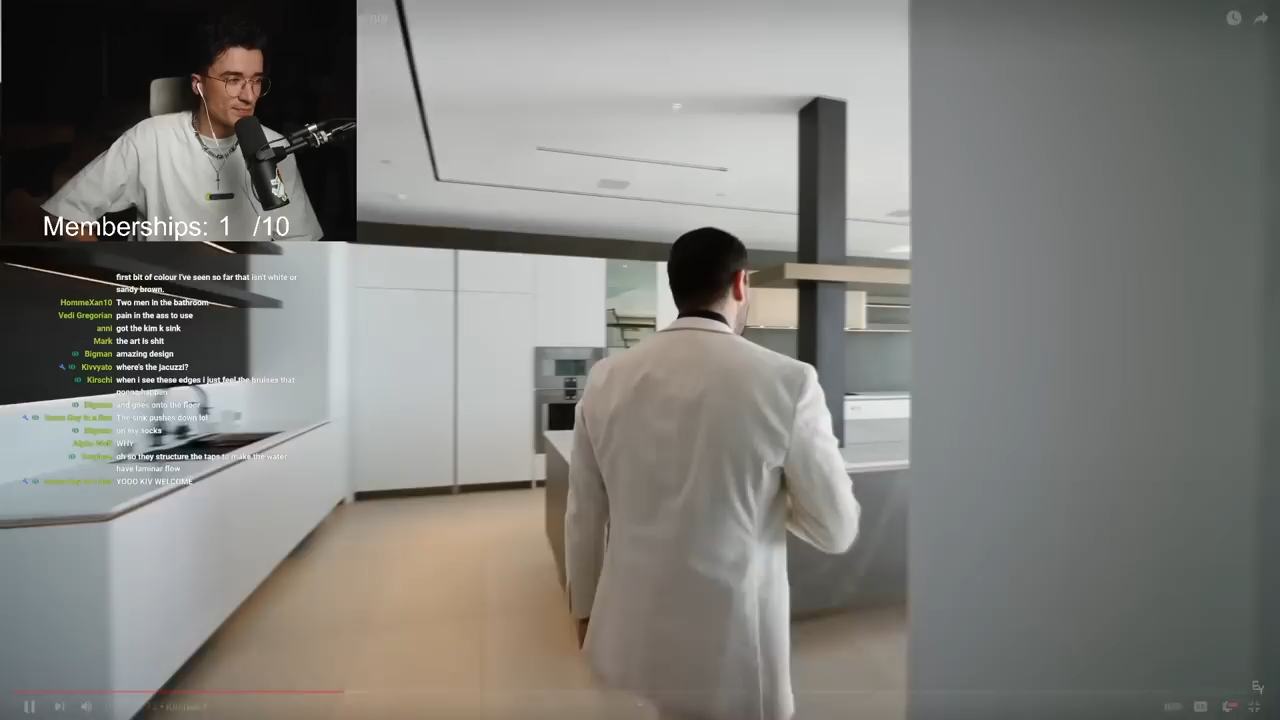 Memberships: 1 /10
first bit of colour I've seen so far that isn't white or
sandy brown.
HommeXan10 Two men in the bathroom
Vedi Gregorian pain in the ass to use
anni got the kim k sink
Mark the art is shit
Bigman amazing design
Kivvyato where's the jacuzzi?
Kirschi when i see these edges i just feel the bruises that
gonna happen
Bigman and goes onto the floor
The sink pushes down lol
Bigman on my socks
WHY
oh so they structure the taps to make the water
have laminar flow
YODO KIV WELCOME
EY